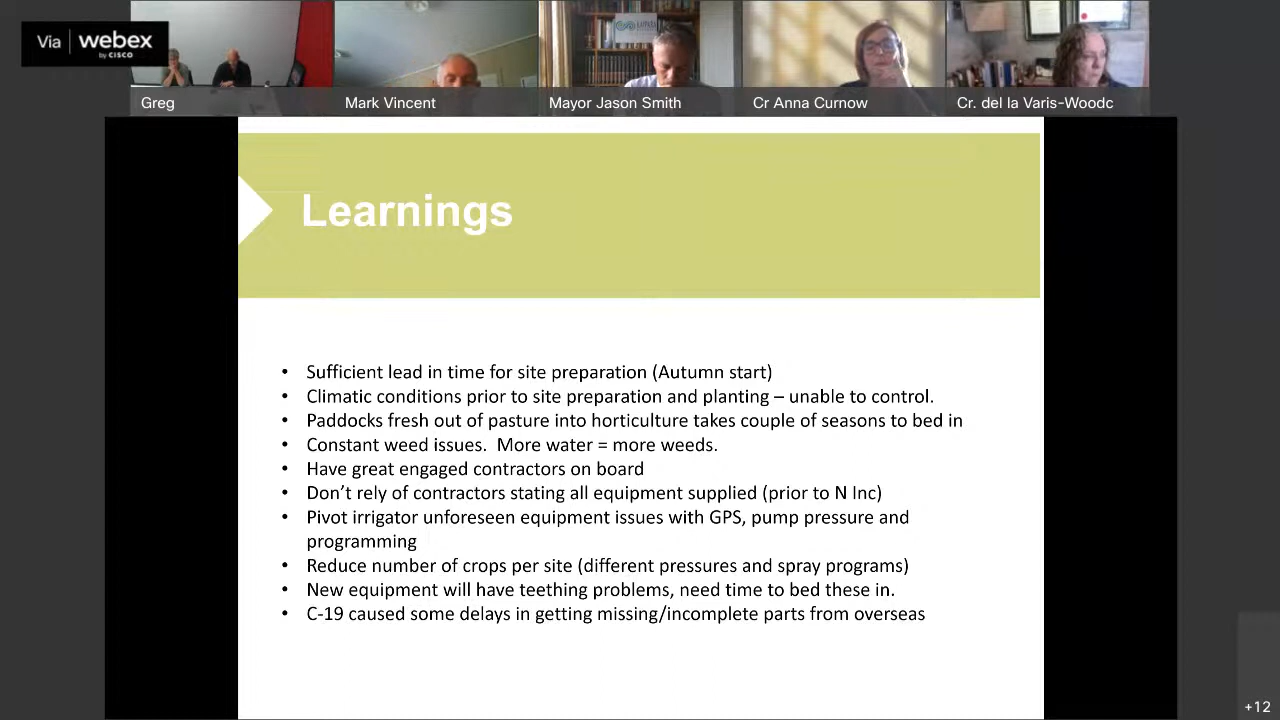 Via webex
by CISCO
Greg
Mark Vincent
Mayor Jason Smith
Cr Anna Curnow
Cr. del la Varis-Woodc
Learnings
• Sufficient lead in time for site preparation (Autumn start)
• Climatic conditions prior to site preparation and planting – unable to control.
• Paddocks fresh out of pasture into horticulture takes couple of seasons to bed in
• Constant weed issues.  More water = more weeds.
• Have great engaged contractors on board
• Don't rely of contractors stating all equipment supplied (prior to N Inc)
• Pivot irrigator unforeseen equipment issues with GPS, pump pressure and
programming
• Reduce number of crops per site (different pressures and spray programs)
• New equipment will have teething problems, need time to bed these in.
• C-19 caused some delays in getting missing/incomplete parts from overseas
+12